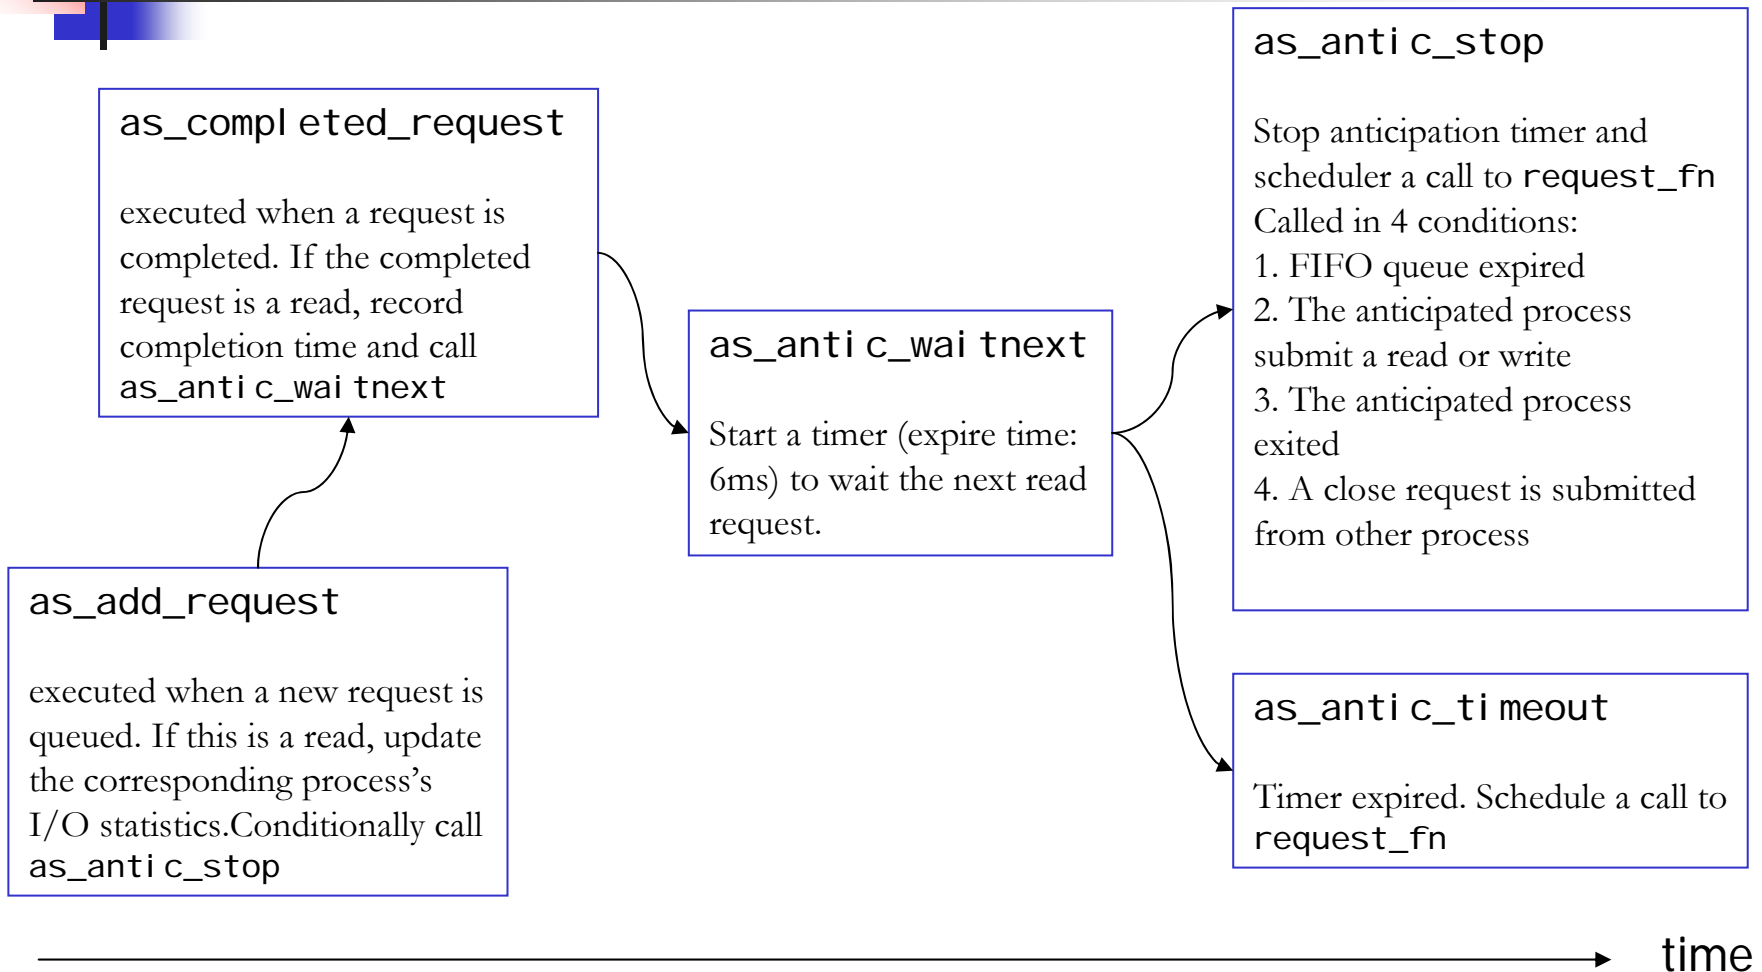 as_completed_request
executed when a request is
completed. If the completed
request is a read, record
completion time and call
as_antic_waitnext
as_add_request
executed when a new request is
queued. If this is a read, update
the corresponding process’s
I/O statistics.Conditionally call
as_antic_stop
as_antic_waitnext
Start a timer (expire time:
6ms) to wait the next read
request.
as_antic_stop
Stop anticipation timer and
scheduler a call to request_fn
Called in 4 conditions:
1. FIFO queue expired
2. The anticipated process
submit a read or write
3. The anticipated process
exited
4. A close request is submitted
from other process
as_antic_timeout
Timer expired. Schedule a call to
request_fn
time